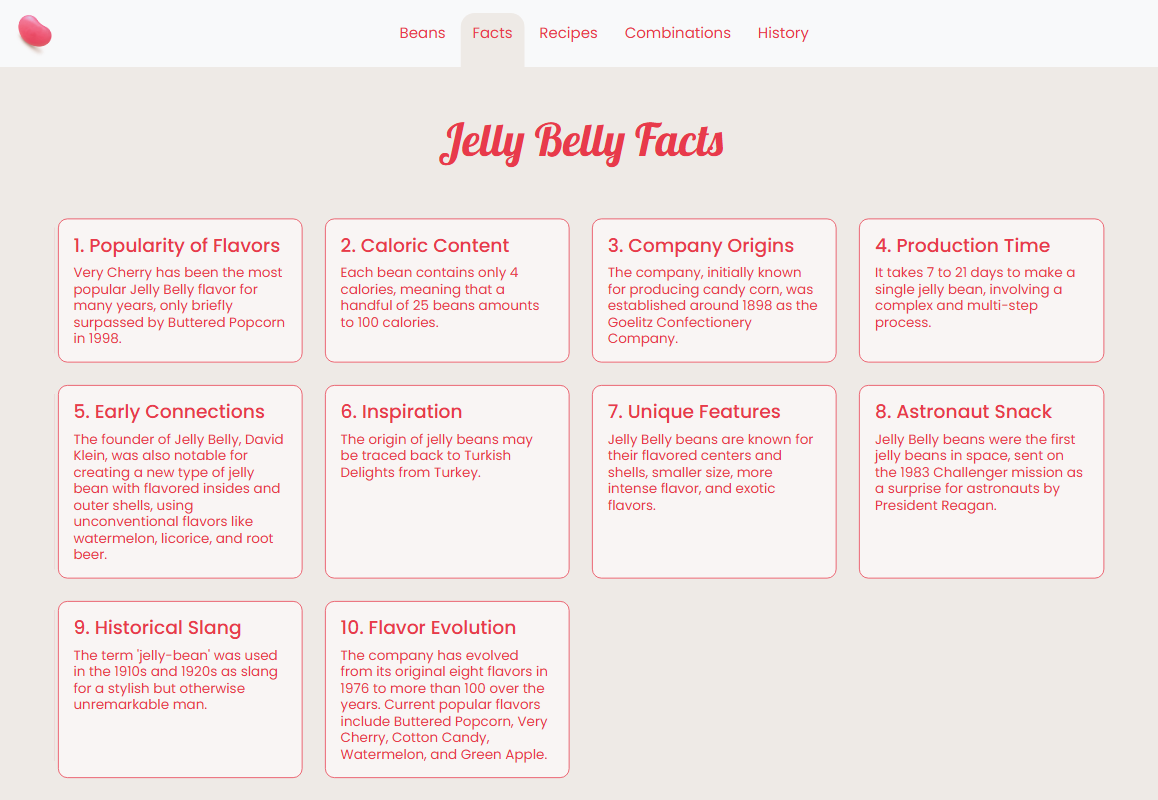 Beans
Facts
Recipes
Combinations
History
Jelly Belly Facts
1. Popularity of Flavors
Very Cherry has been the most
popular Jelly Belly flavor for
many years, only briefly
surpassed by Buttered Popcorn
in 1998.
2. Caloric Content
Each bean contains only 4
calories, meaning that a
handful of 25 beans amounts
to 100 calories.
3. Company Origins
The company, initially known
for producing candy corn, was
established around 1898 as the
Goelitz Confectionery
Company.
4. Production Time
It takes 7 to 21 days to make a
single jelly bean, involving a
complex and multi-step
process.
5. Early Connections
The founder of Jelly Belly, David
Klein, was also notable for
creating a new type of jelly
bean with flavored insides and
outer shells, using
unconventional flavors like
watermelon, licorice, and root
beer.
6. Inspiration
The origin of jelly beans may
be traced back to Turkish
Delights from Turkey.
7. Unique Features
Jelly Belly beans are known for
their flavored centers and
shells, smaller size, more
intense flavor, and exotic
flavors.
8. Astronaut Snack
Jelly Belly beans were the first
jelly beans in space, sent on
the 1983 Challenger mission as
a surprise for astronauts by
President Reagan.
9. Historical Slang
The term 'jelly-bean' was used
in the 1910s and 1920s as slang
for a stylish but otherwise
unremarkable man.
10. Flavor Evolution
The company has evolved
from its original eight flavors in
1976 to more than 100 over the
years. Current popular flavors
include Buttered Popcorn, Very
Cherry, Cotton Candy,
Watermelon, and Green Apple.